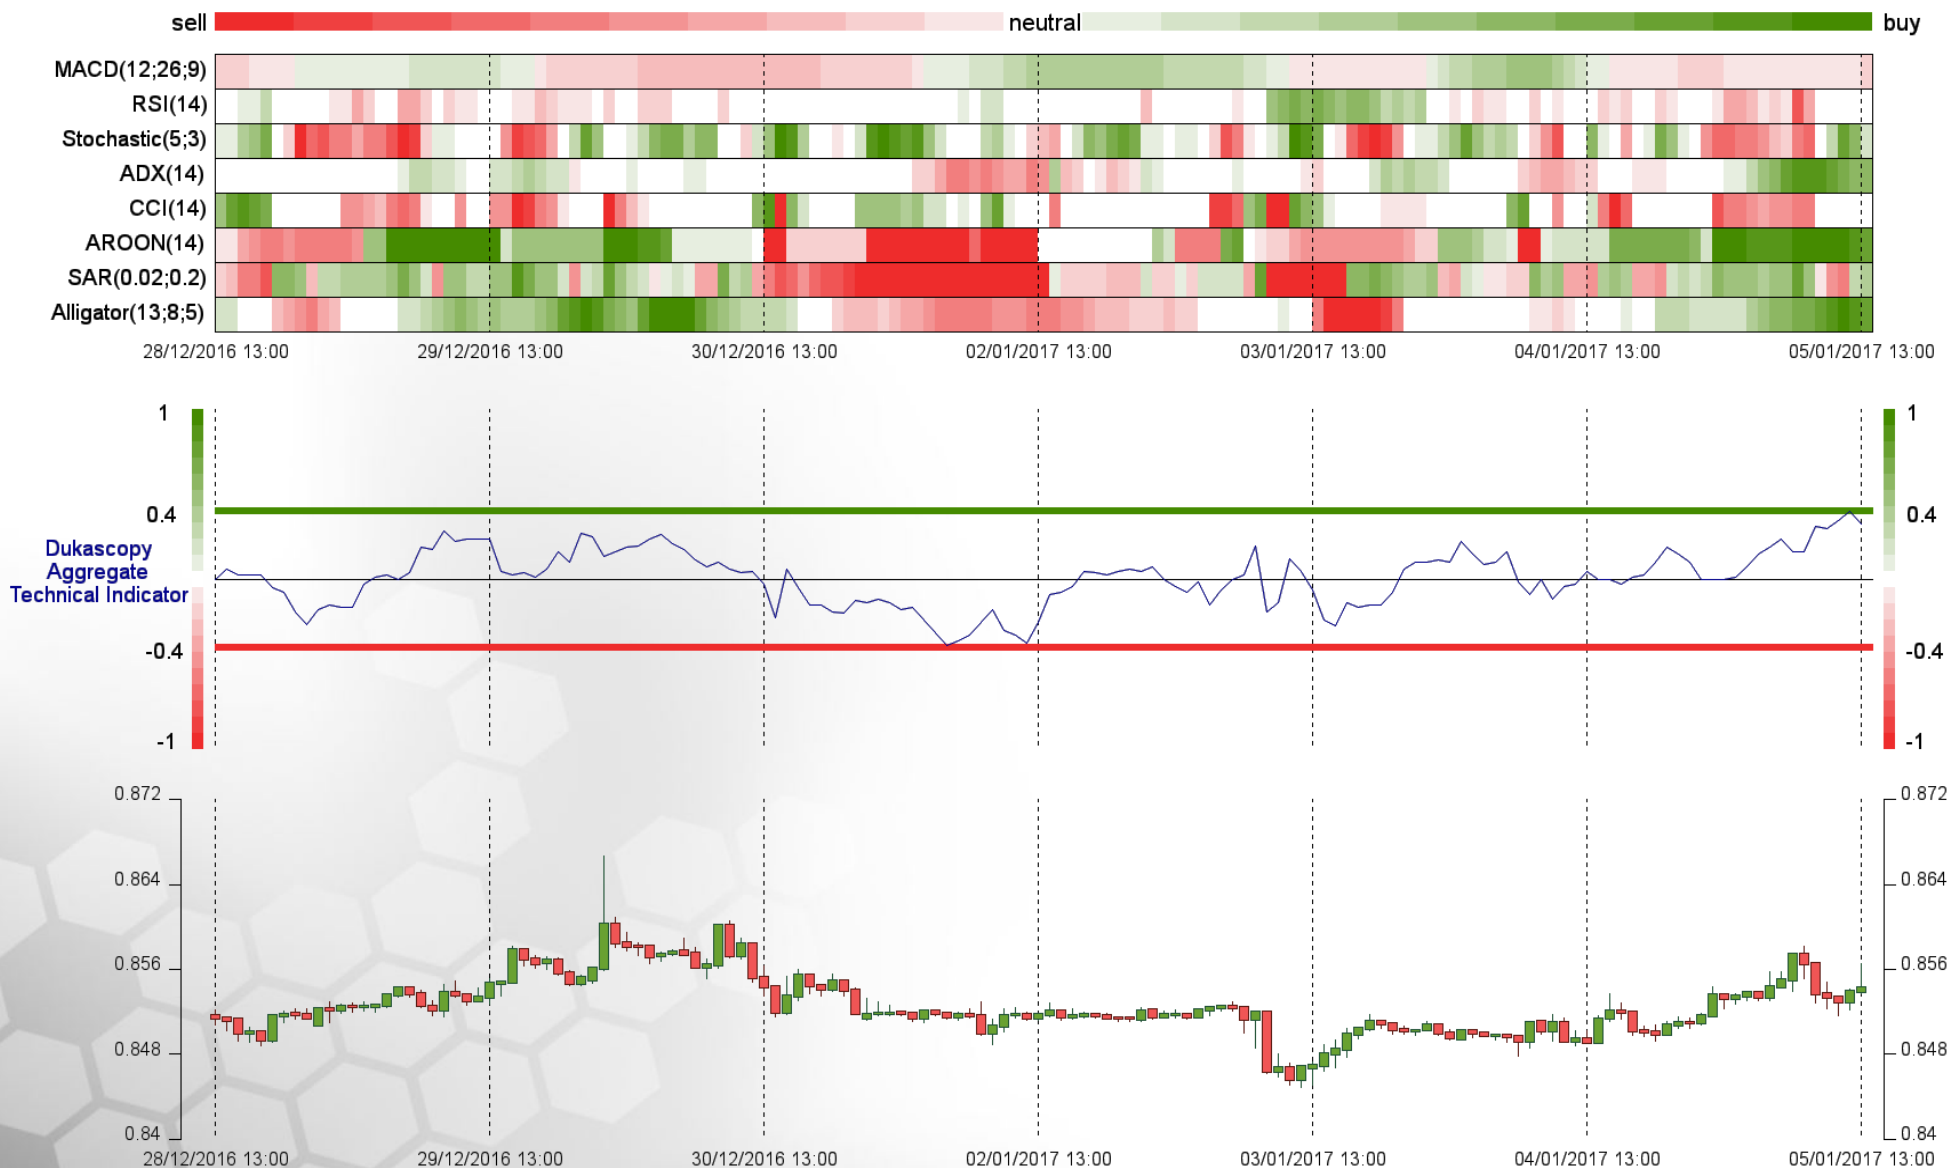 sell neutral buy
MACD(12;26;9)
RSI(14)
Stochastic(5;3)
ADX(14)
CCI(14)
AROON(14)
SAR(0.02;0.2)
Alligator(13;8;5)
28/12/2016 13:00 29/12/2016 13:00 30/12/2016 13:00 02/01/2017 13:00 03/01/2017 13:00 04/01/2017 13:00 05/01/2017 13:00
1 1
0.4 0.4
Dukascopy
Aggregate
Technical Indicator
-0.4 -0.4
-1 -1
0.872 0.872
0.864 0.864
0.856 0.856
0.848 0.848
0.84 0.84
28/12/2016 13:00 29/12/2016 13:00 30/12/2016 13:00 02/01/2017 13:00 03/01/2017 13:00 04/01/2017 13:00 05/01/2017 13:00